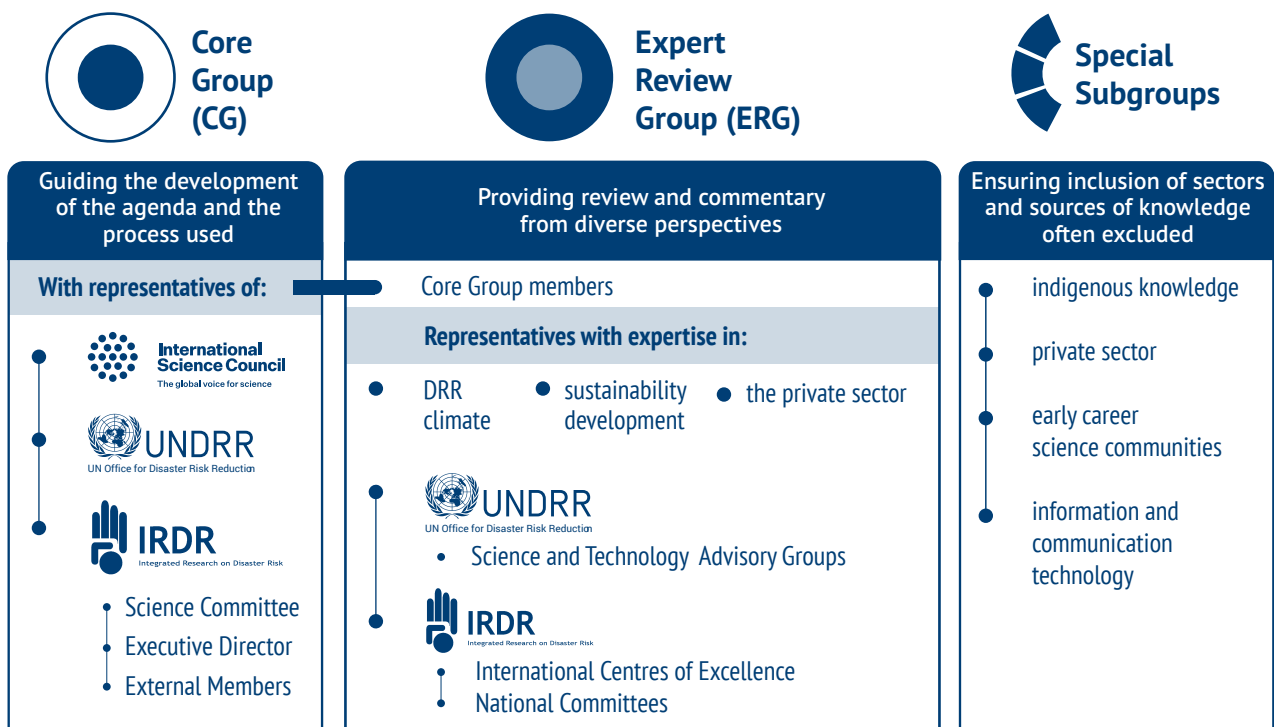 Core
Group
(CG)
Expert
Review
Group (ERG)
Special
Subgroups
Guiding the development
of the agenda and the
process used
With representatives of:
International
Science Council
The global voice for science
UNDRR
UN Office for Disaster Risk Reduction
IRDR
Integrated Research on Disaster Risk
Science Committee
Executive Director
External Members
Providing review and commentary
from diverse perspectives
Core Group members
Representatives with expertise in:
DRR
climate
sustainability
development
the private sector
UNDRR
UN Office for Disaster Risk Reduction
Science and Technology Advisory Groups
IRDR
Integrated Research on Disaster Risk
International Centres of Excellence
National Committees
Ensuring inclusion of sectors
and sources of knowledge
often excluded
indigenous knowledge
private sector
early career
science communities
information and
communication
technology